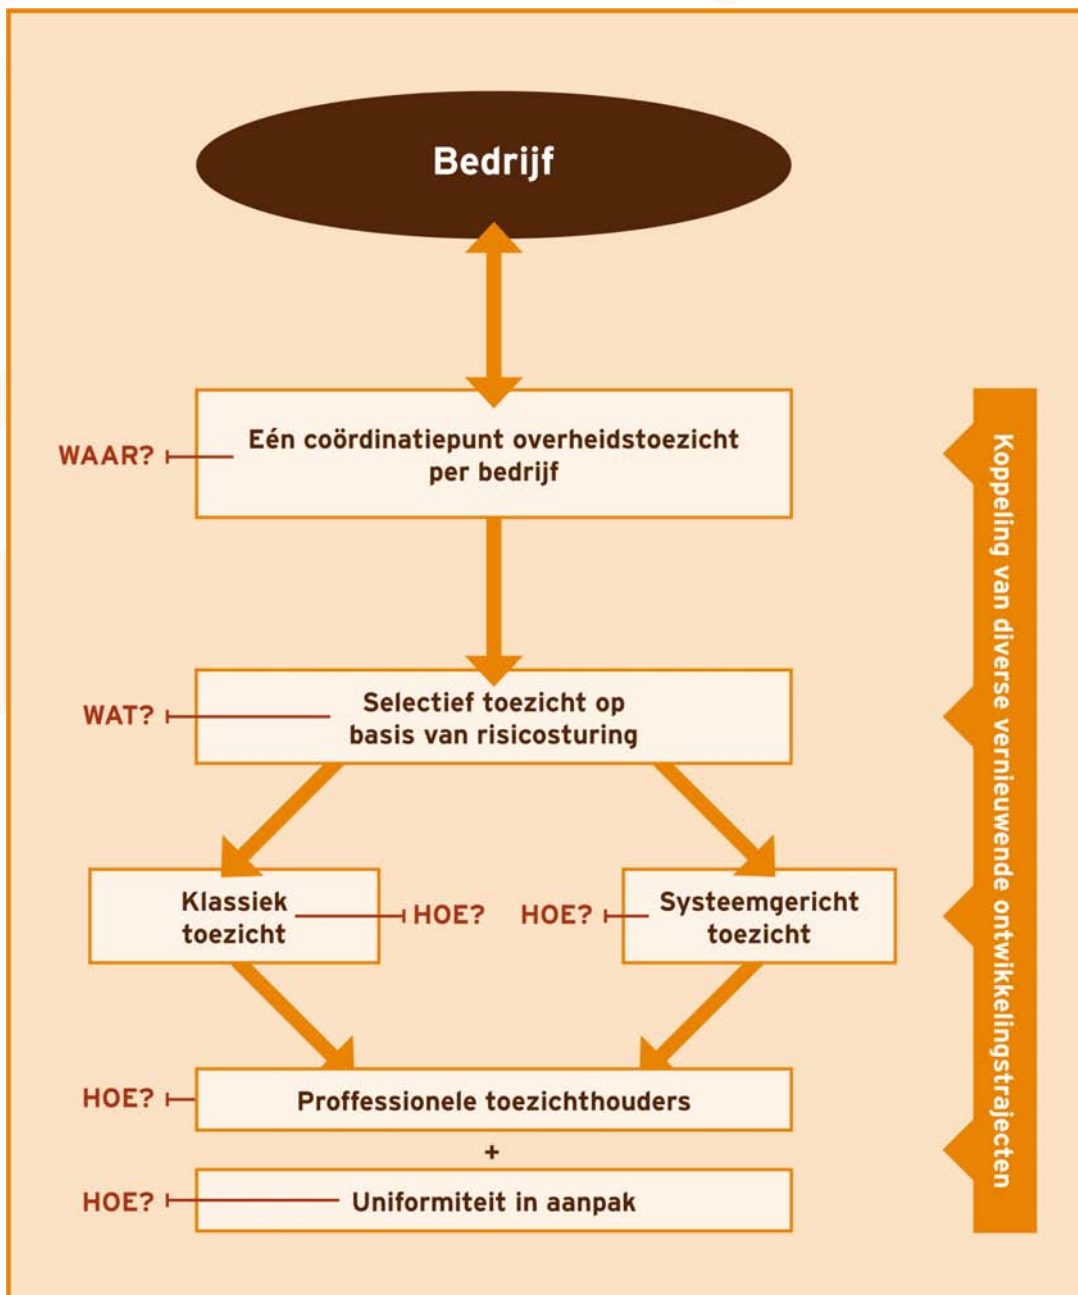 Bedrijf
WAAR?
Eén coördinatiepunt overheidstoezicht
per bedrijf
WAT?
Selectief toezicht op
basis van risicosturing
Klassiek
toezicht
HOE?
HOE?
Systeemgericht
toezicht
HOE?
Proffessionele toezichthouders
+
HOE?
Uniformiteit in aanpak
Koppeling van diverse vernieuwende ontwikkelingstrajecten